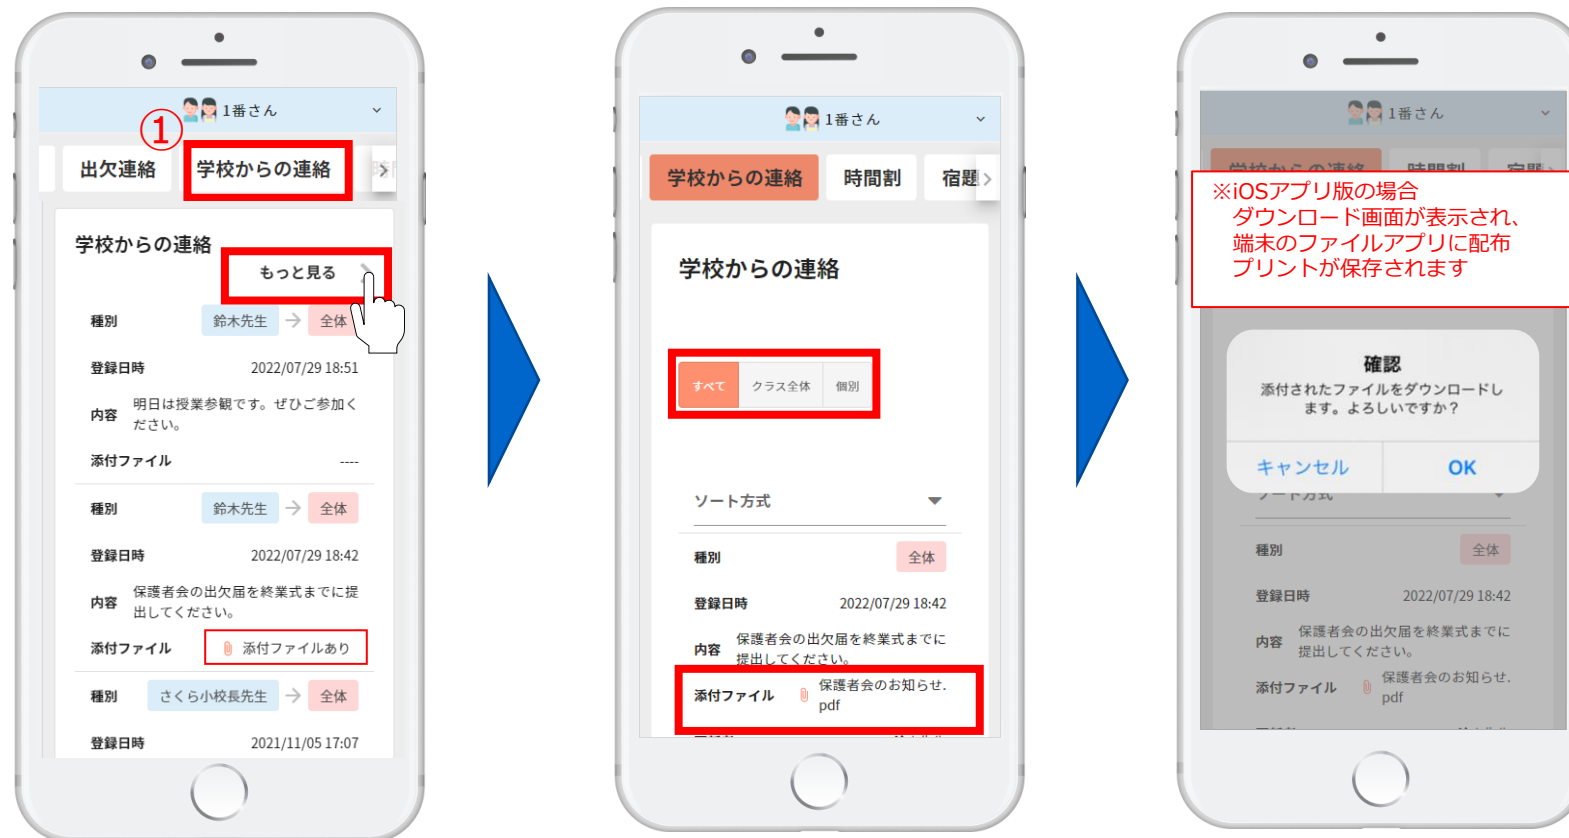 1番さん
①
出欠連絡
学校からの連絡
学校からの連絡
もっと見る
種別 鈴木先生 → 全体
登録日時 2022/07/29 18:51
内容 明日は授業参観です。ぜひご参加く
ださい。
添付ファイル ----
種別 鈴木先生 → 全体
登録日時 2022/07/29 18:42
内容 保護者会の出欠届を終業式までに提
出してください。
添付ファイル 添付ファイルあり
種別 さくら小校長先生 → 全体
登録日時 2021/11/05 17:07
1番さん
学校からの連絡 時間割 宿題
学校からの連絡
すべて クラス全体 個別
ソート方式
種別 全体
登録日時 2022/07/29 18:42
内容 保護者会の出欠届を終業式までに
提出してください。
添付ファイル 保護者会のお知らせ.
pdf
1番さん
学校からの連絡 時間割 宿題
※iOSアプリ版の場合
ダウンロード画面が表示され、
端末のファイルアプリに配布
プリントが保存されます
確認
添付されたファイルをダウンロードし
ます。よろしいですか？
キャンセル OK
ソート方式
種別 全体
登録日時 2022/07/29 18:42
内容 保護者会の出欠届を終業式までに
提出してください。
添付ファイル 保護者会のお知らせ.
pdf